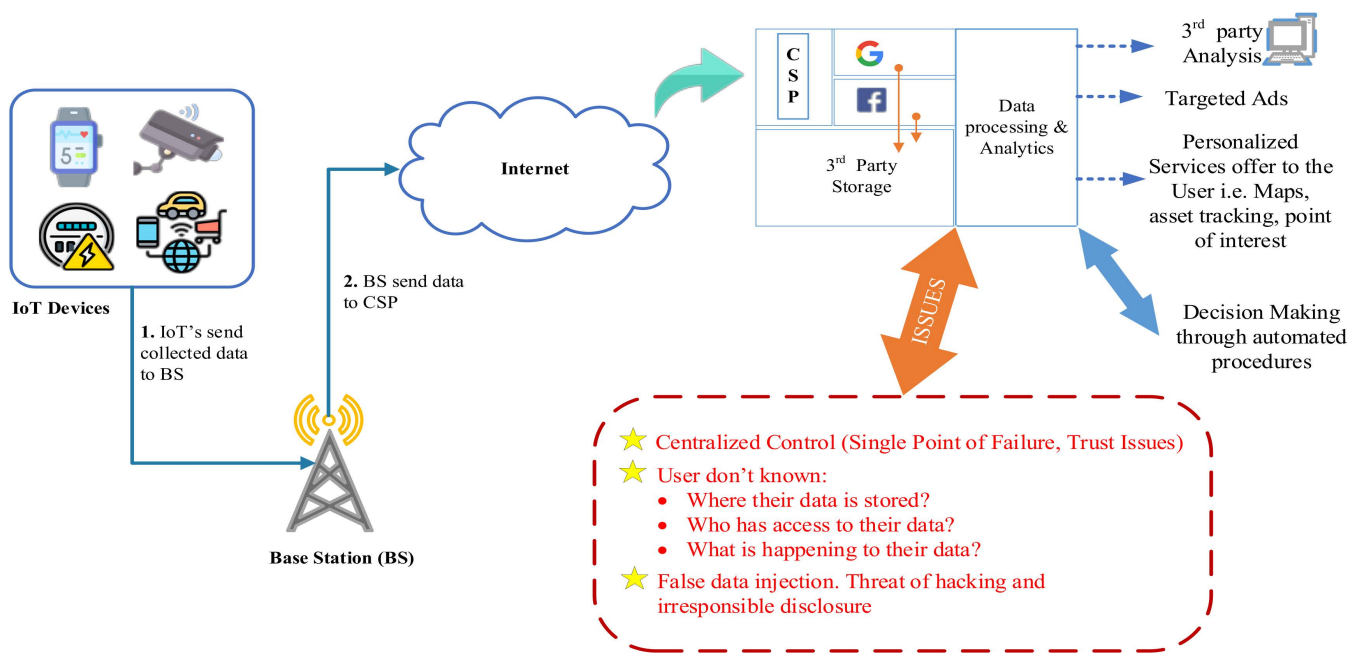 IoT Devices
1. IoT's send
collected data
to BS
Base Station (BS)
2. BS send data
to CSP
Internet
C
S
P
G
f
3rd Party
Storage
Data
processing &
Analytics
3rd party
Analysis
Targeted Ads
Personalized
Services offer to the
User i.e. Maps,
asset tracking, point
of interest
Decision Making
through automated
procedures
ISSUES
Centralized Control (Single Point of Failure, Trust Issues)
User don't known:
• Where their data is stored?
• Who has access to their data?
• What is happening to their data?
False data injection. Threat of hacking and
irresponsible disclosure
5